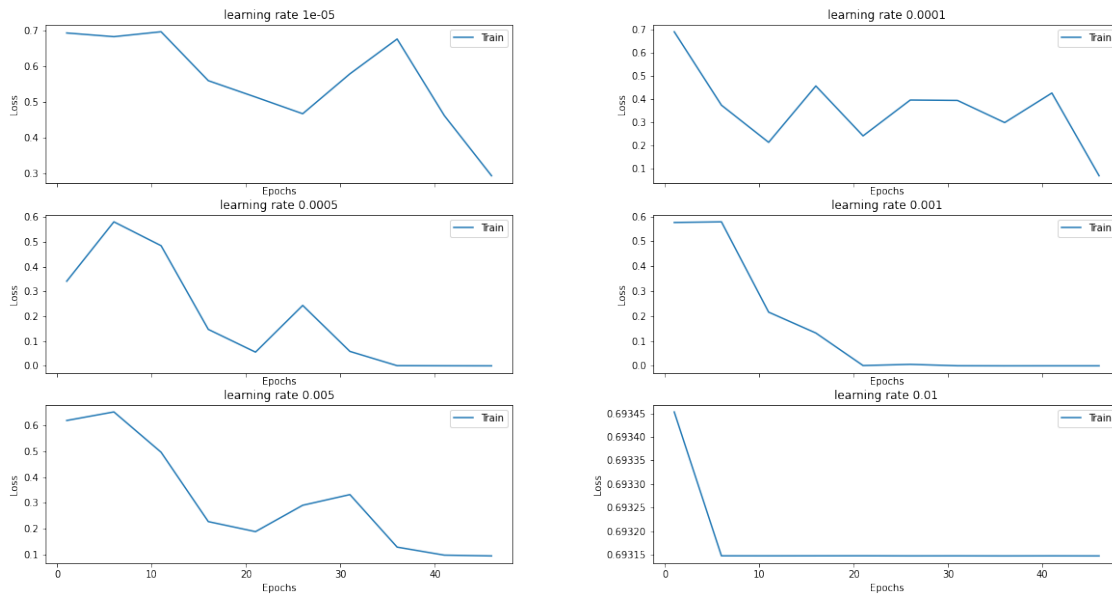 learning rate 1e-05
0.7
0.6
0.5
0.4
0.3
Loss
Train
Epochs
learning rate 0.0001
0.7
0.6
0.5
0.4
0.3
0.2
0.1
Loss
Train
Epochs
learning rate 0.0005
0.6
0.5
0.4
0.3
0.2
0.1
0.0
Loss
Train
Epochs
learning rate 0.001
0.6
0.5
0.4
0.3
0.2
0.1
0.0
Loss
Train
Epochs
learning rate 0.005
0.6
0.5
0.4
0.3
0.2
0.1
Loss
Train
0 10 20 30 40
Epochs
learning rate 0.01
0.69345
0.69340
0.69335
0.69330
0.69325
0.69320
0.69315
Loss
Train
0 10 20 30 40
Epochs